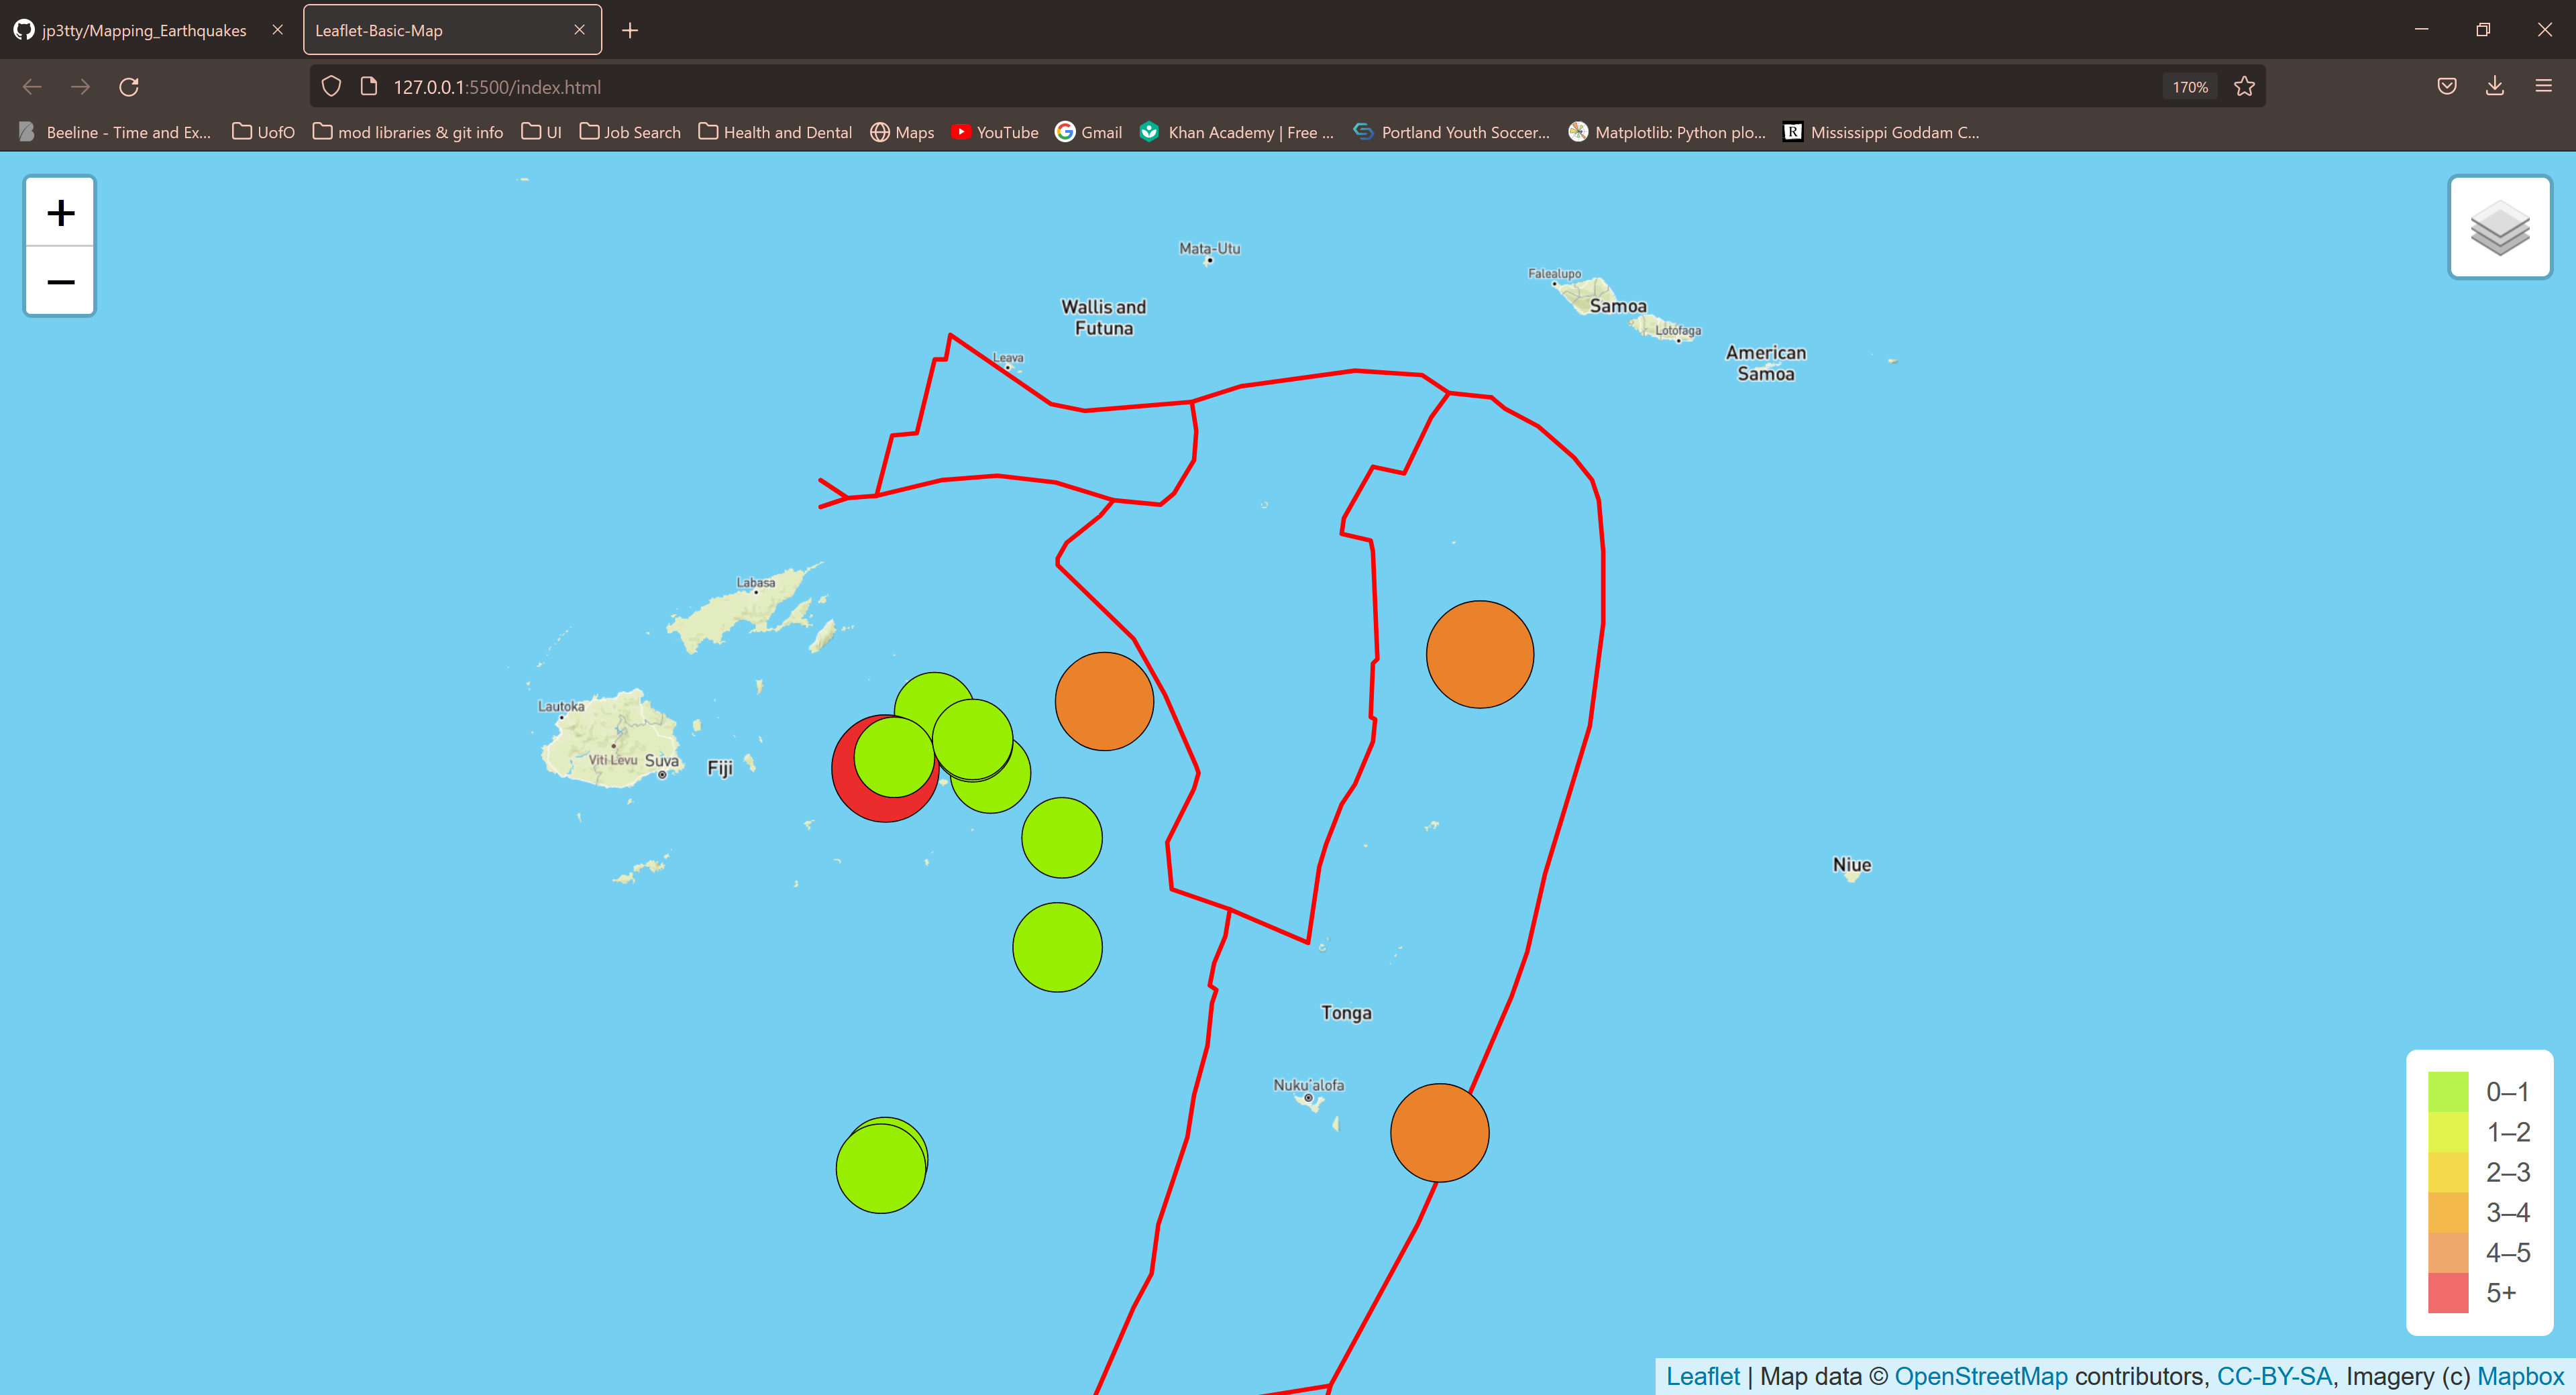 jp3tty/Mapping_Earthquakes
Leaflet-Basic-Map
127.0.0.1:5500/index.html
170%
Beeline - Time and Ex...
UofO
mod libraries & git info
UI
Job Search
Health and Dental
Maps
YouTube
Gmail
Khan Academy | Free ...
Portland Youth Soccer...
Matplotlib: Python plo...
R
Mississippi Goddam C...
+
−
Mata-Utu
Falealupo
Wallis and
Futuna
Samoa
Lotofaga
Leava
American
Samoa
Labasa
Lautoka
Viti Levu
Suva
Fiji
Niue
Tonga
Nuku'alofa
0–1
1–2
2–3
3–4
4–5
5+
Leaflet | Map data © OpenStreetMap contributors, CC-BY-SA, Imagery (c) Mapbox